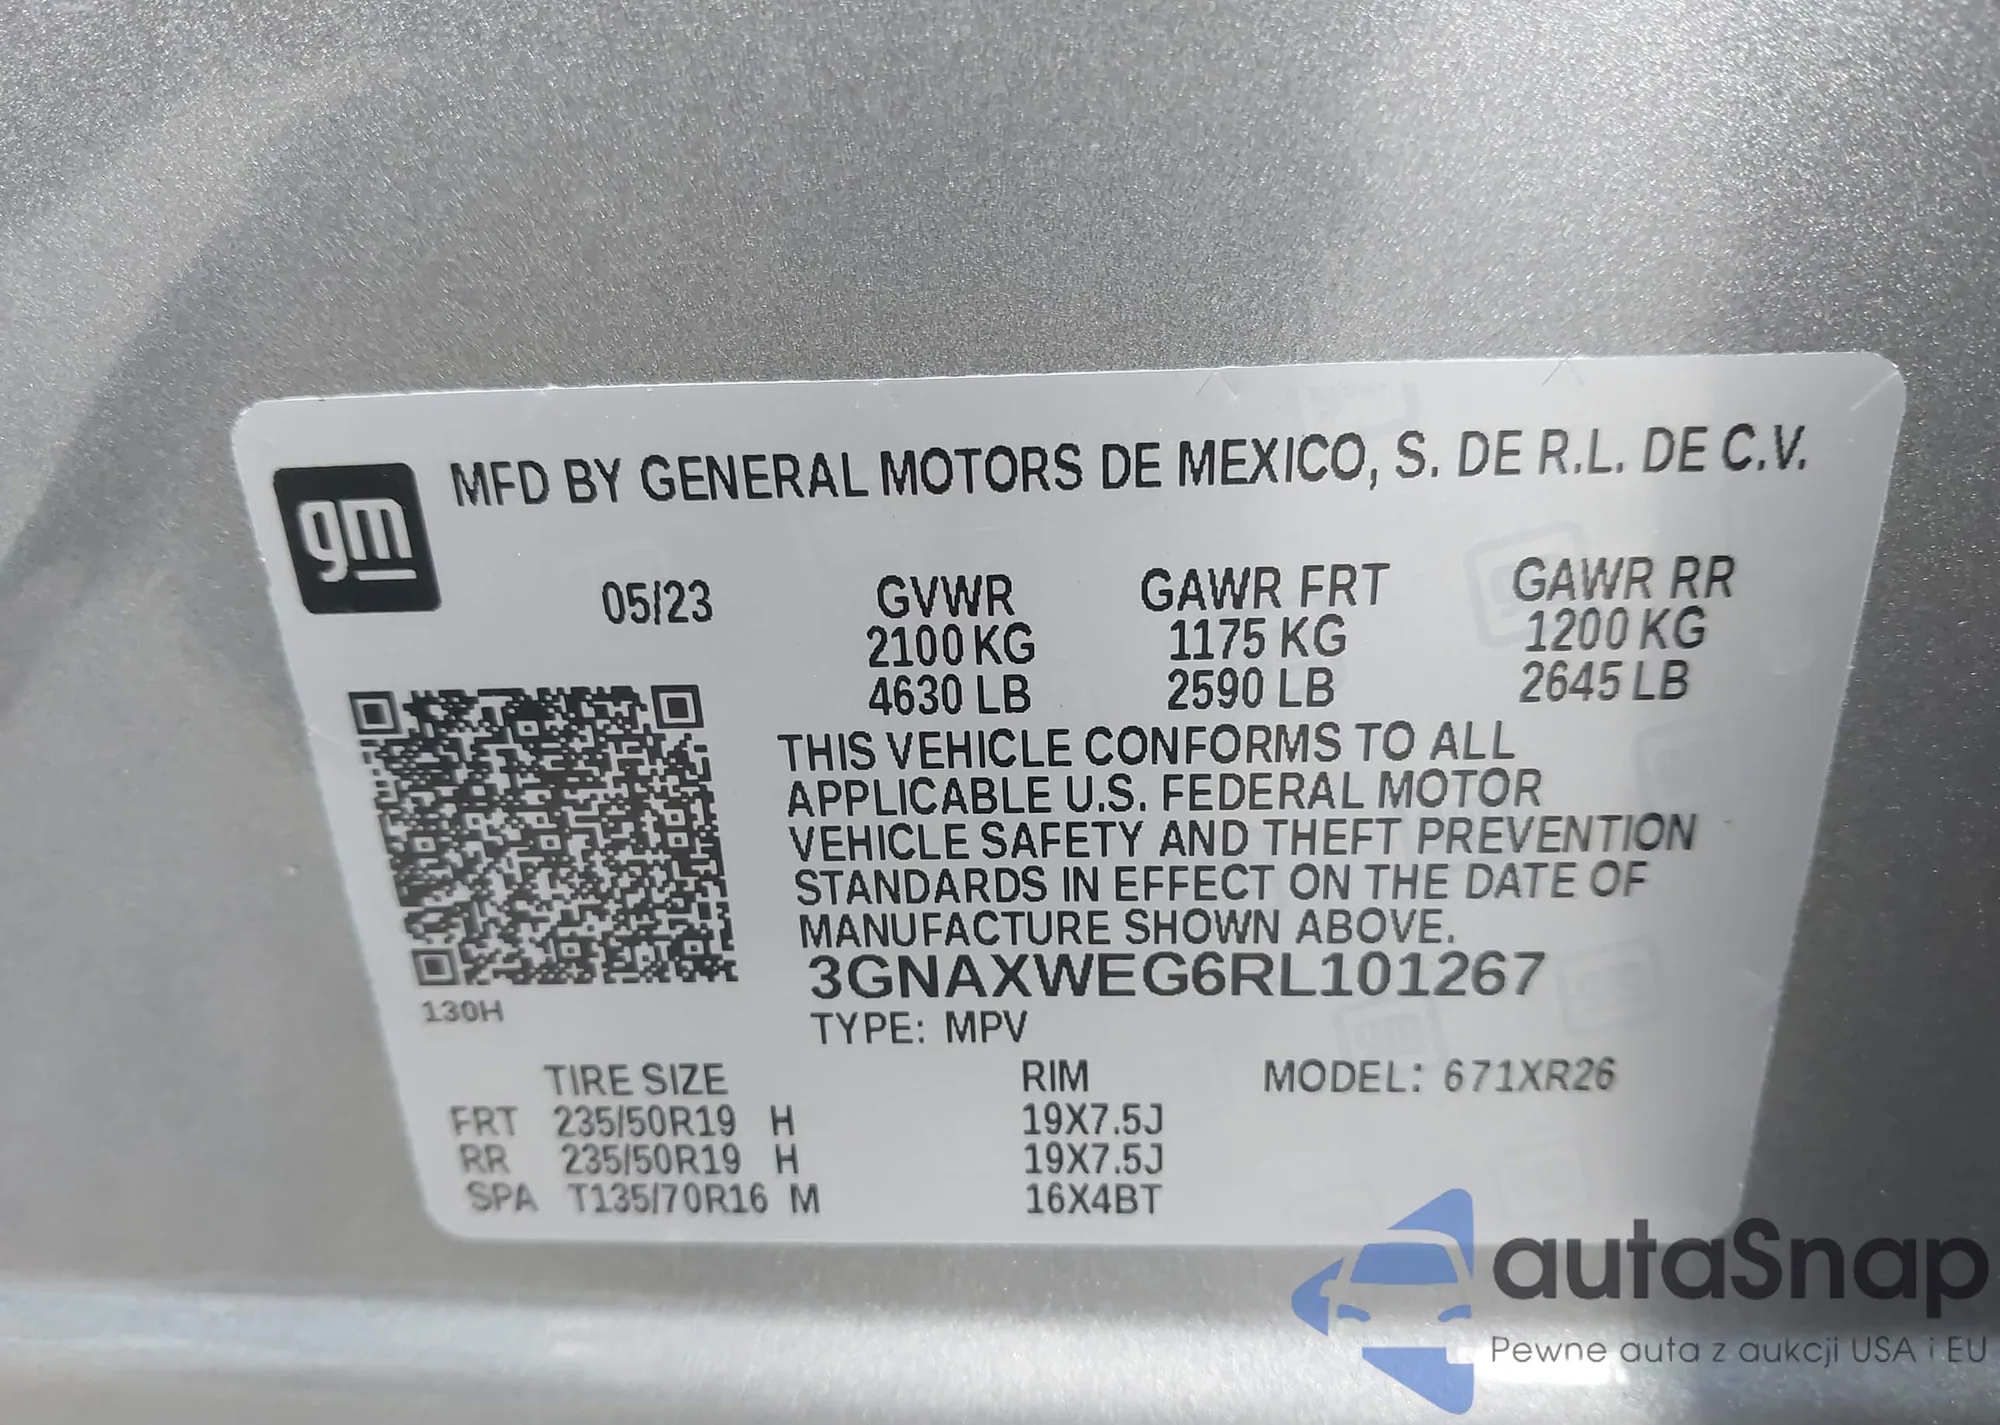 gm
MFD BY GENERAL MOTORS DE MEXICO, S. DE R.L. DE C.V.
05/23 GVWR GAWR FRT GAWR RR
2100 KG 1175 KG 1200 KG
4630 LB 2590 LB 2645 LB
THIS VEHICLE CONFORMS TO ALL
APPLICABLE U.S. FEDERAL MOTOR
VEHICLE SAFETY AND THEFT PREVENTION
STANDARDS IN EFFECT ON THE DATE OF
MANUFACTURE SHOWN ABOVE.
3GNAXWEG6RL101267
130H
TYPE: MPV
TIRE SIZE RIM MODEL: 671XR26
FRT 235/50R19 H 19X7.5J
RR 235/50R19 H 19X7.5J
SPA T135/70R16 M 16X4BT
autaSnap
Pewne auta z aukcji USA i EU